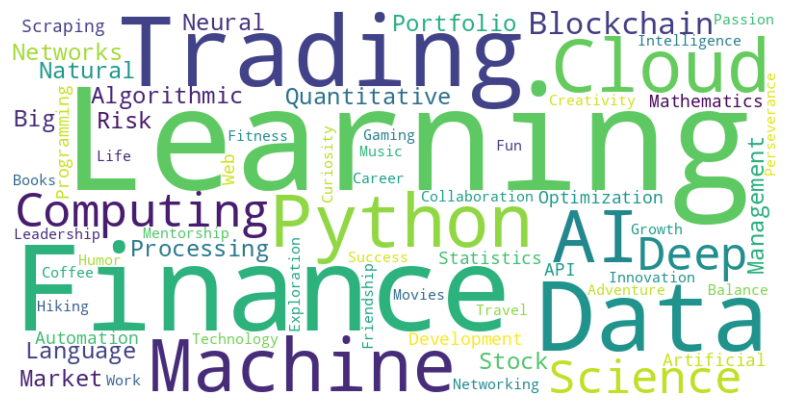 Scraping
Neural
Trading
Portfolio
Blockchain
Passion
Networks
Natural
Cloud
Intelligence
Algorithmic
Quantitative
Creativity
Mathematics
Perseverance
Big
Risk
Programming
Learning
Fitness
Gaming
Music
Fun
Life
Web
Curiosity
Career
Books
Computing
Python
Collaboration
Optimization
Management
Leadership
Mentorship
Processing
AI
Deep
Growth
Humor
Coffee
Finance
Exploration
Success
Friendship
Statistics
API
Innovation
Data
Adventure
Balance
Hiking
Movies
Travel
Automation
Technology
Development
Language
Machine
Stock
Science
Artificial
Market
Work
Networking